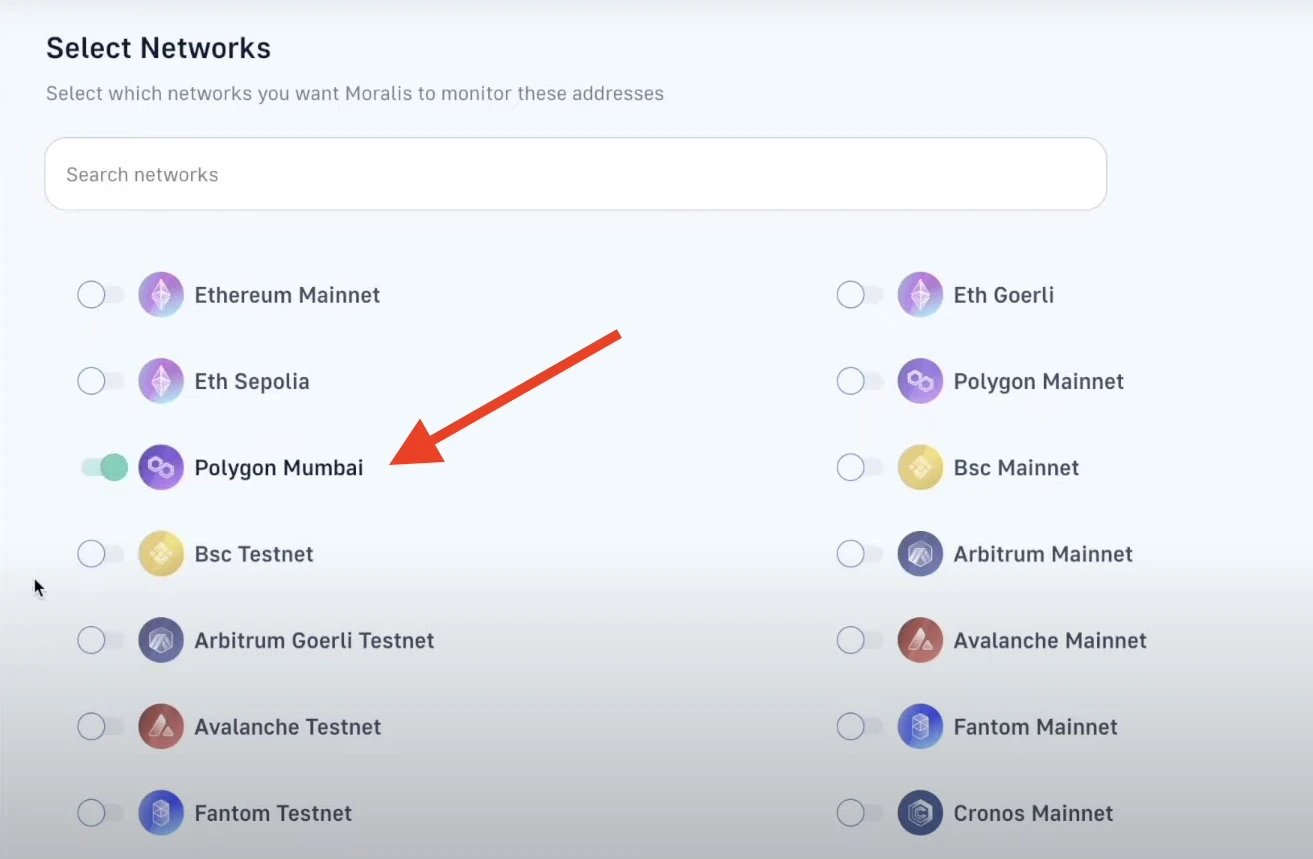 Select Networks
Select which networks you want Moralis to monitor these addresses
Search networks
Ethereum Mainnet
Eth Goerli
Eth Sepolia
Polygon Mainnet
Polygon Mumbai
Bsc Mainnet
Bsc Testnet
Arbitrum Mainnet
Arbitrum Goerli Testnet
Avalanche Mainnet
Avalanche Testnet
Fantom Mainnet
Fantom Testnet
Cronos Mainnet